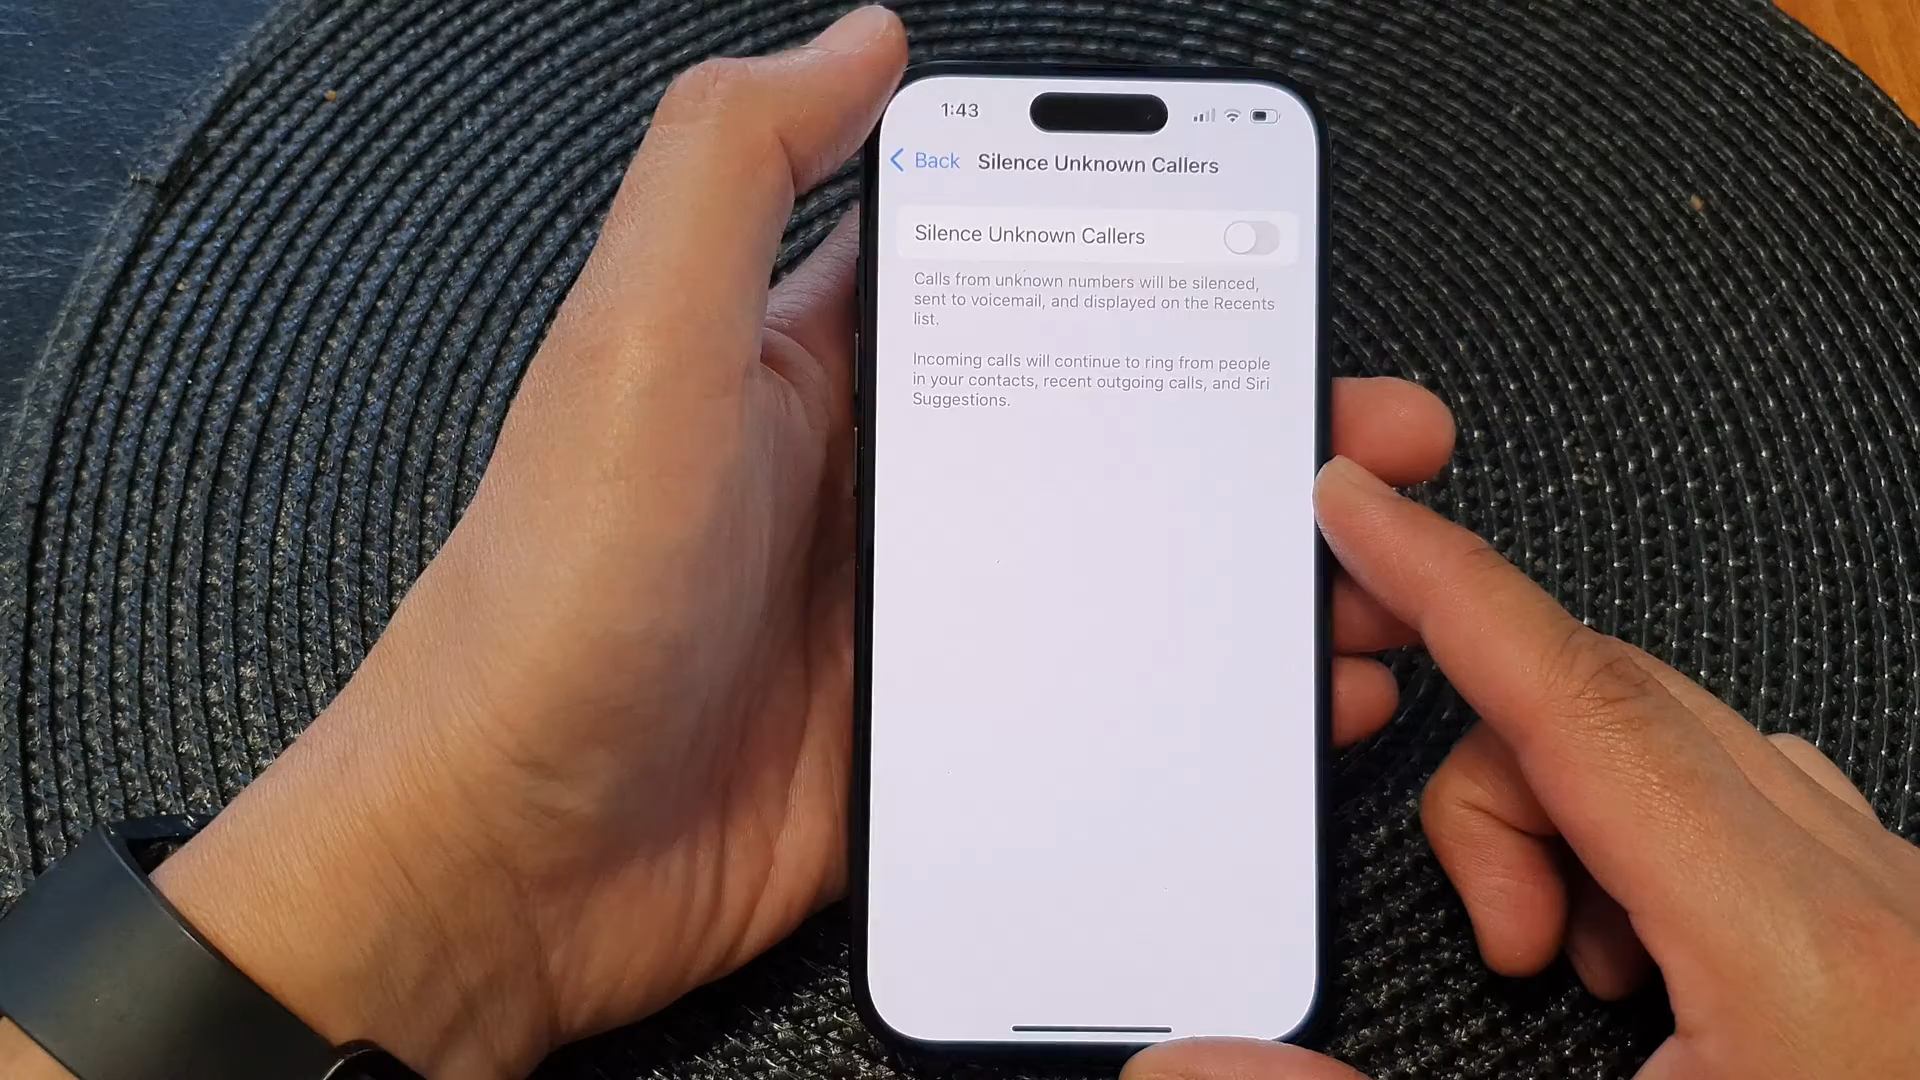 1:43
Back Silence Unknown Callers
Silence Unknown Callers
Calls from unknown numbers will be silenced,
sent to voicemail, and displayed on the Recents
list.
Incoming calls will continue to ring from people
in your contacts, recent outgoing calls, and Siri
Suggestions.